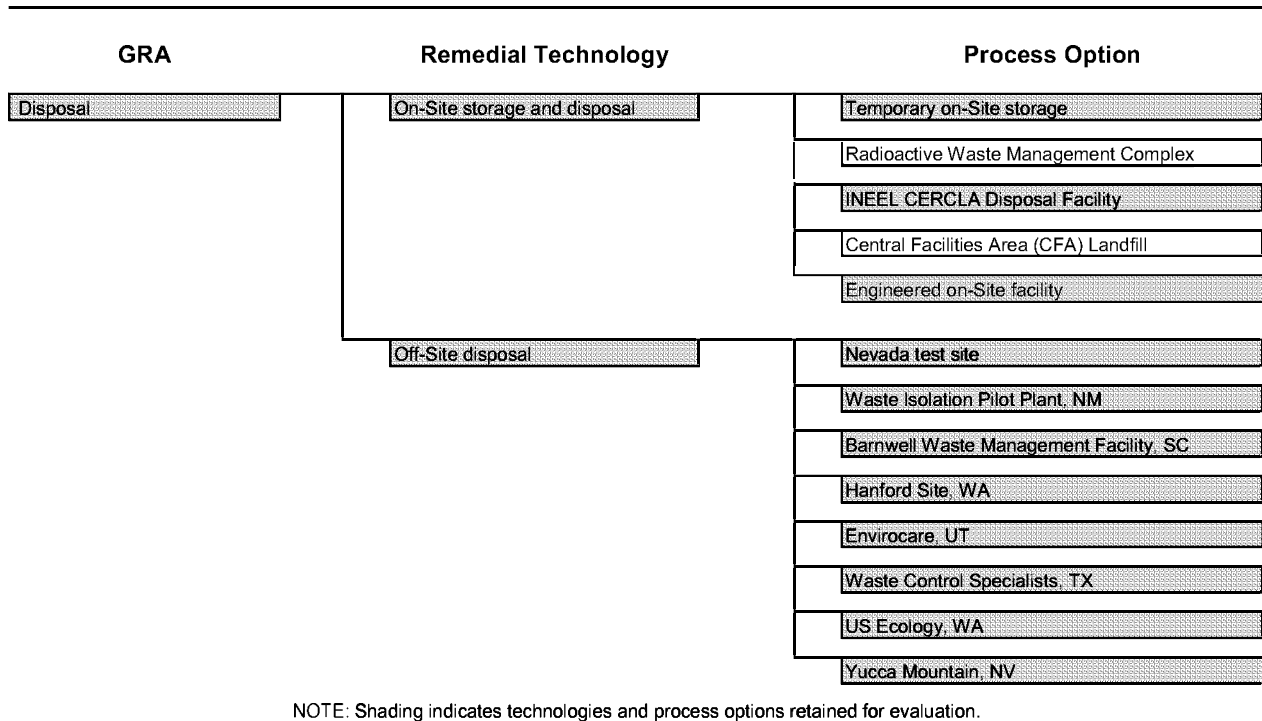 GRA Remedial Technology Process Option
Disposal On-Site storage and disposal Temporary on-Site storage
Radioactive Waste Management Complex
INEEL CERCLA Disposal Facility
Central Facilities Area (CFA) Landfill
Engineered on-Site facility
Off-Site disposal Nevada test site
Waste Isolation Pilot Plant, NM
Barnwell Waste Management Facility, SC
Hanford Site, WA
Envirocare, UT
Waste Control Specialists, TX
US Ecology, WA
Yucca Mountain, NV
NOTE: Shading indicates technologies and process options retained for evaluation.